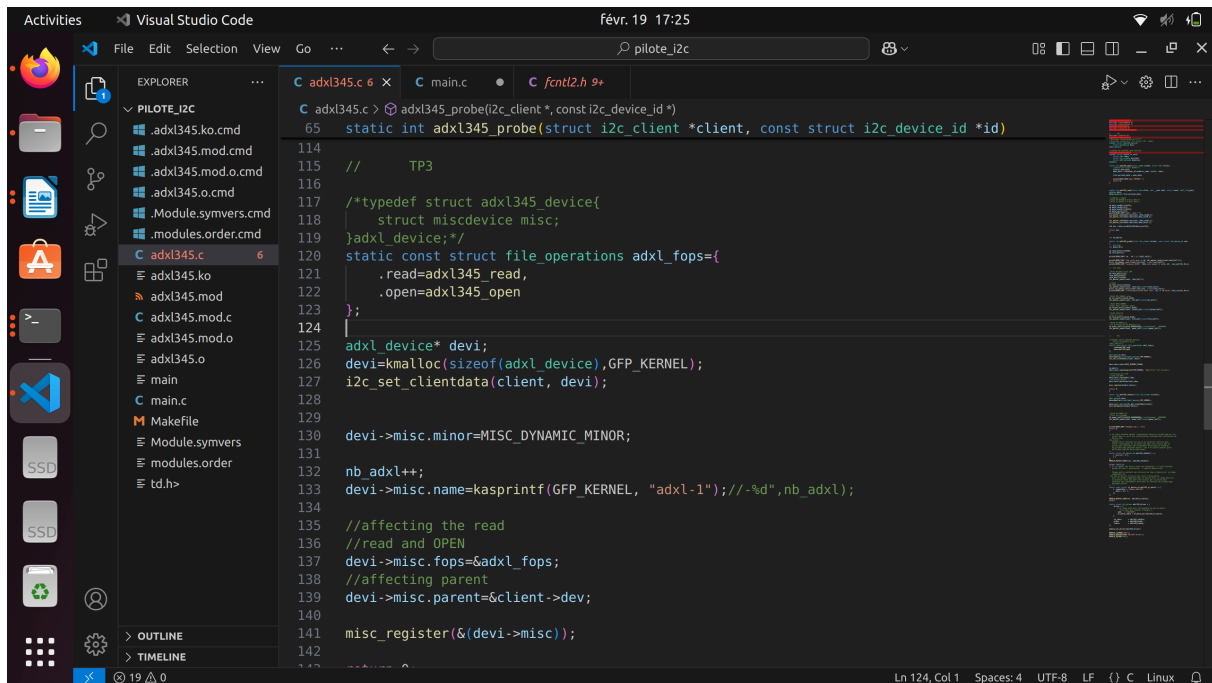 Activities
Visual Studio Code
févr. 19 17:25
File Edit Selection View Go ···
pilote_i2c
EXPLORER ···
PILOTE_I2C
.adxl345.ko.cmd
.adxl345.mod.cmd
.adxl345.mod.o.cmd
.adxl345.o.cmd
.Module.symvers.cmd
.modules.order.cmd
C adxl345.c 6
adxl345.ko
adxl345.mod
C adxl345.mod.c
adxl345.mod.o
adxl345.o
main
C main.c
M Makefile
Module.symvers
modules.order
td.h>
OUTLINE
TIMELINE
1
>_
SSD
SSD
C adxl345.c 6 ×
C main.c ●
C fcntl2.h 9+
C adxl345.c > adxl345_probe(i2c_client *, const i2c_device_id *)
65 static int adxl345_probe(struct i2c_client *client, const struct i2c_device_id *id)
114
115 // TP3
116
117 /*typedef struct adxl345_device{
118 struct miscdevice misc;
119 }adxl_device;*/
120 static const struct file_operations adxl_fops={
121 .read=adxl345_read,
122 .open=adxl345_open
123 };
124
125 adxl_device* devi;
126 devi=kmalloc(sizeof(adxl_device),GFP_KERNEL);
127 i2c_set_clientdata(client, devi);
128
129
130 devi->misc.minor=MISC_DYNAMIC_MINOR;
131
132 nb_adxl++;
133 devi->misc.name=kasprintf(GFP_KERNEL, "adxl-1");//-%d",nb_adxl);
134
135 //affecting the read
136 //read and OPEN
137 devi->misc.fops=&adxl_fops;
138 //affecting parent
139 devi->misc.parent=&client->dev;
140
141 misc_register(&(devi->misc));
142
143 return 0;
19 0
Ln 124, Col 1 Spaces: 4 UTF-8 LF {} C Linux